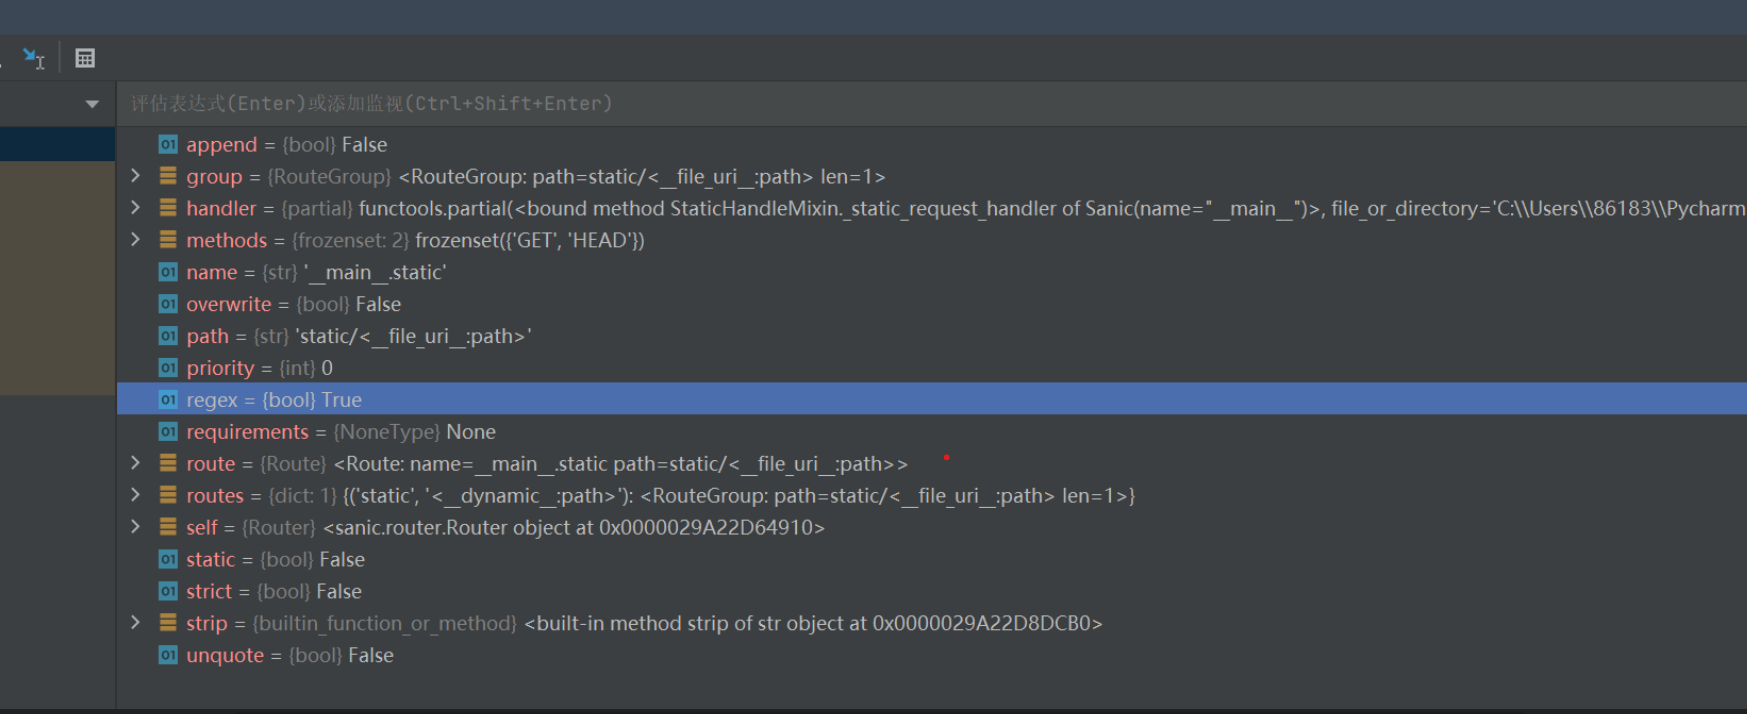 评估表达式(Enter)或添加监视(Ctrl+Shift+Enter)
01 append = {bool} False
group = {RouteGroup} <RouteGroup: path=static/<__file_uri__:path> len=1>
handler = {partial} functools.partial(<bound method StaticHandleMixin._static_request_handler of Sanic(name="__main__")>, file_or_directory='C:\\Users\\86183\\Pycharm
methods = {frozenset: 2} frozenset({'GET', 'HEAD'})
01 name = {str} '__main__.static'
01 overwrite = {bool} False
01 path = {str} 'static/<__file_uri__:path>'
01 priority = {int} 0
01 regex = {bool} True
01 requirements = {NoneType} None
route = {Route} <Route: name=__main__.static path=static/<__file_uri__:path>>
routes = {dict: 1} {('static', '<__dynamic__:path>'): <RouteGroup: path=static/<__file_uri__:path> len=1>}
self = {Router} <sanic.router.Router object at 0x0000029A22D64910>
01 static = {bool} False
01 strict = {bool} False
strip = {builtin_function_or_method} <built-in method strip of str object at 0x0000029A22D8DCB0>
01 unquote = {bool} False